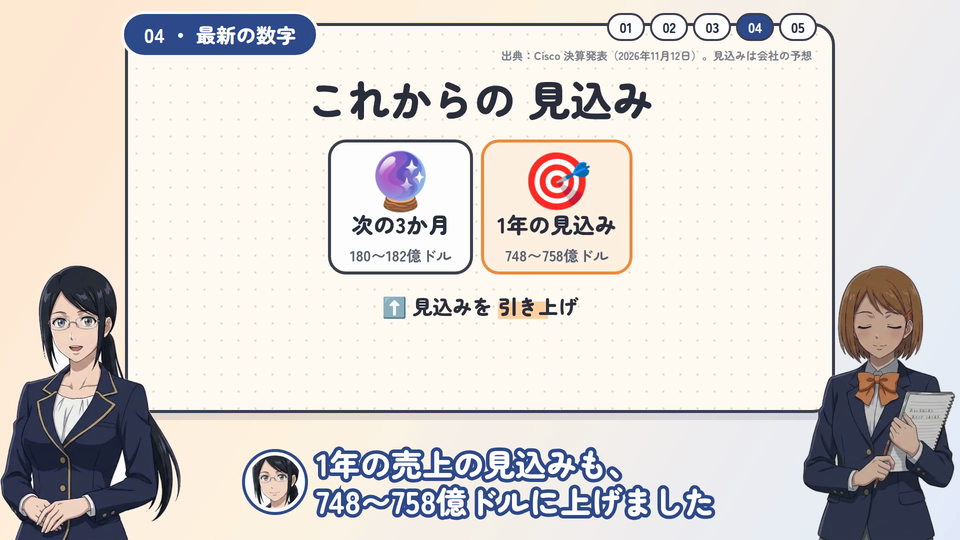 04 ・ 最新の数字
01 02 03 04 05
出典：Cisco 決算発表（2026年11月12日）。見込みは会社の予想
これからの 見込み
次の3か月
180〜182億ドル
1年の見込み
748〜758億ドル
見込みを 引き上げ
1年の売上の見込みも、
748〜758億ドルに上げました